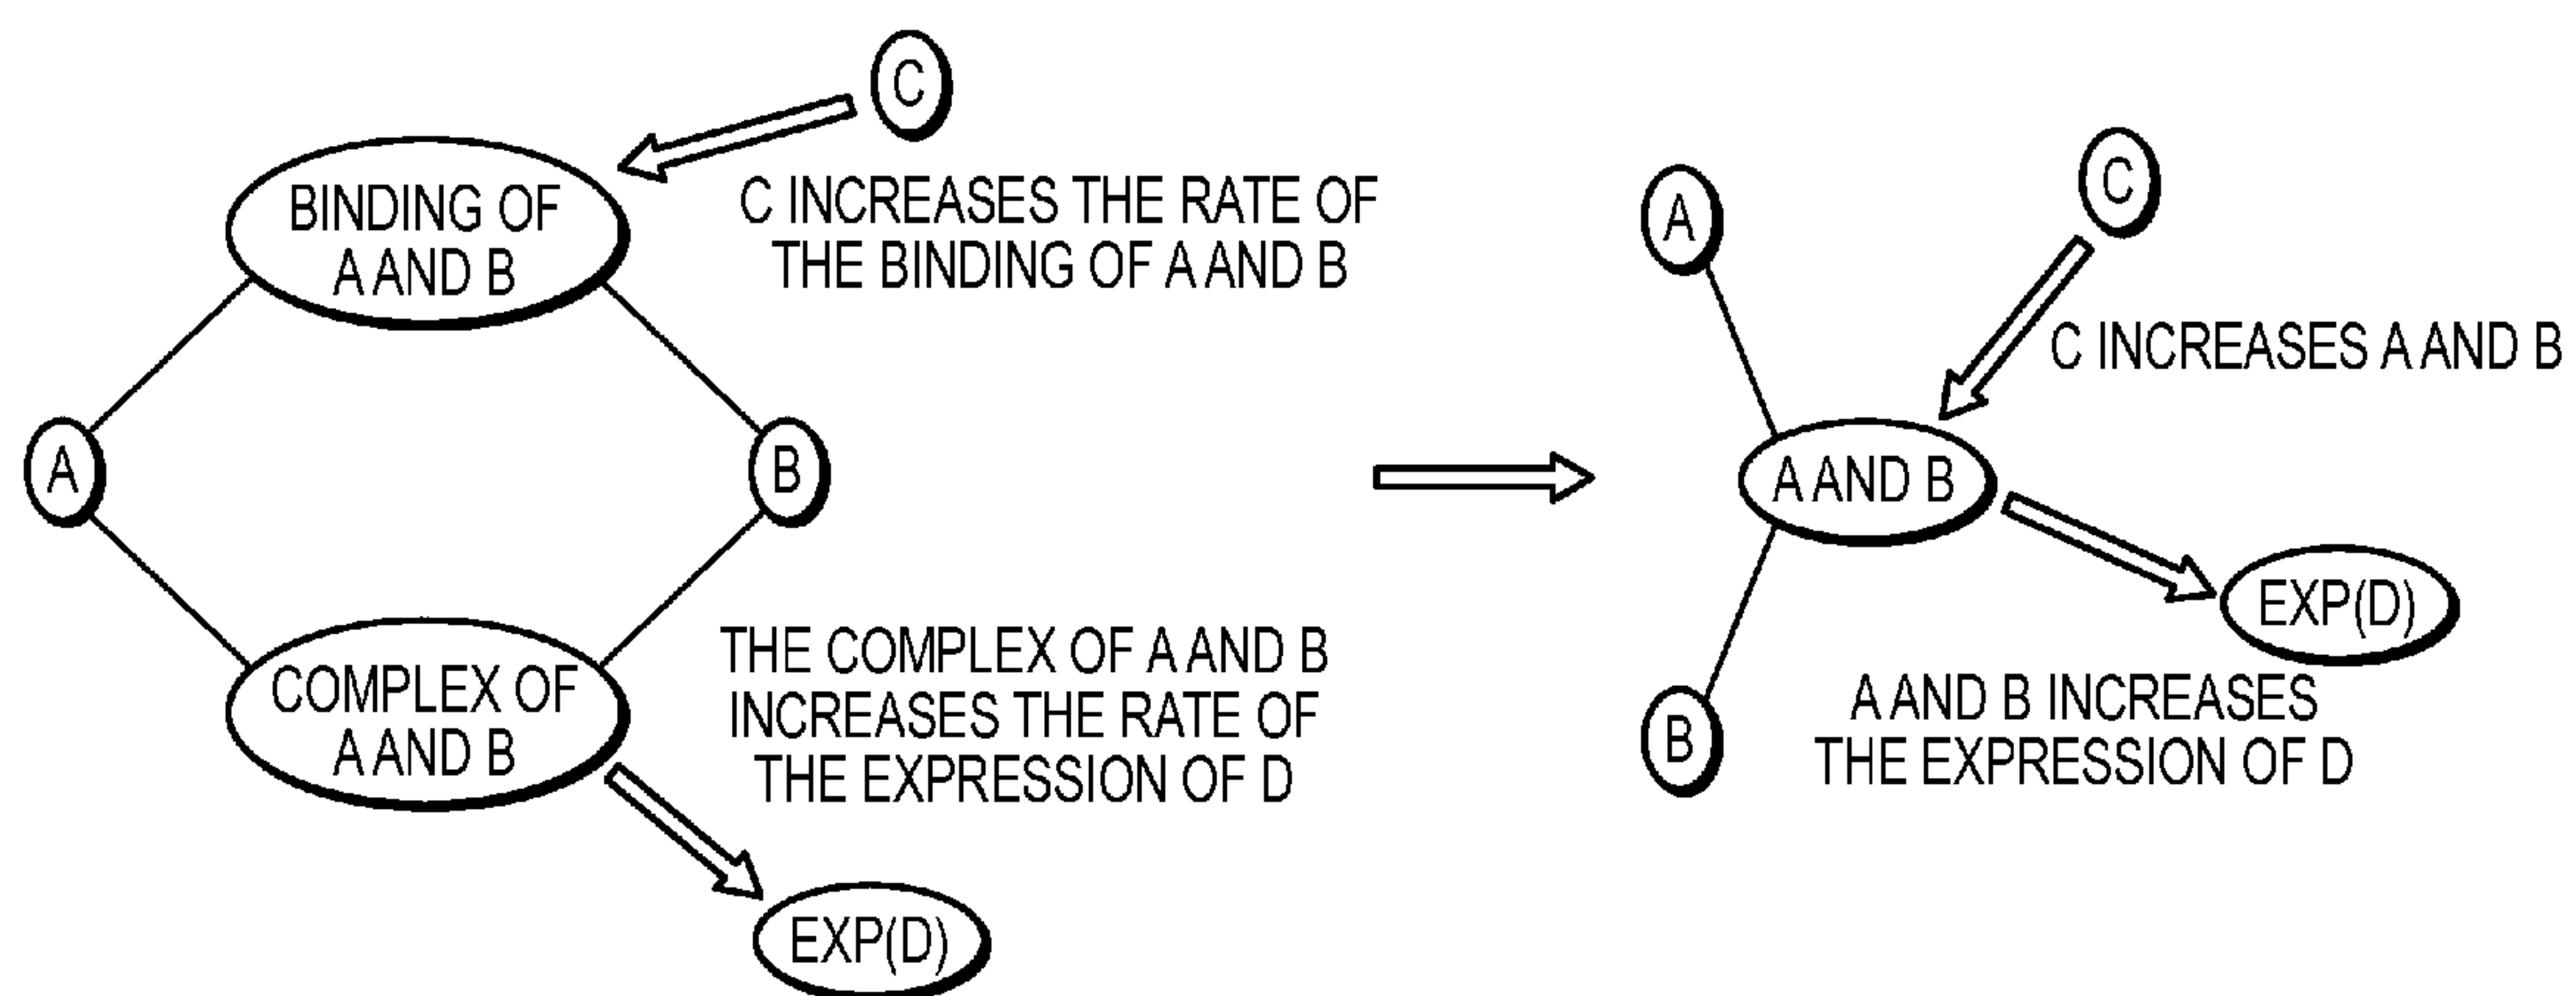 C
BINDING OF
A AND B
C INCREASES THE RATE OF
THE BINDING OF A AND B
A
B
COMPLEX OF
A AND B
THE COMPLEX OF A AND B
INCREASES THE RATE OF
THE EXPRESSION OF D
EXP(D)
A
C
C INCREASES A AND B
A AND B
EXP(D)
B
A AND B INCREASES
THE EXPRESSION OF D